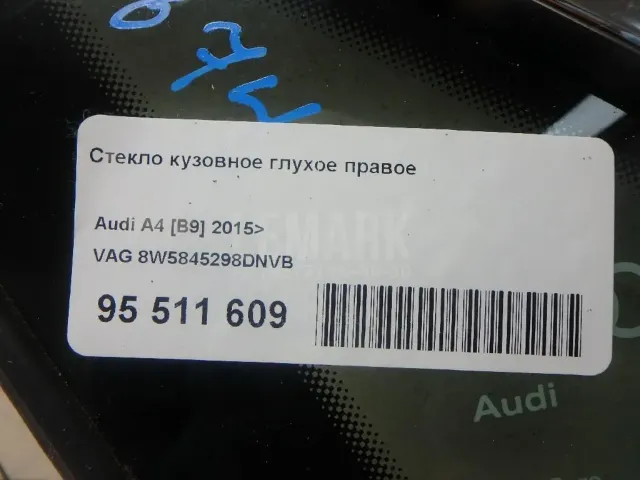 Стекло кузовное глухое правое
Audi A4 [B9] 2015>
VAG 8W5845298DNVB
95 511 609
Audi